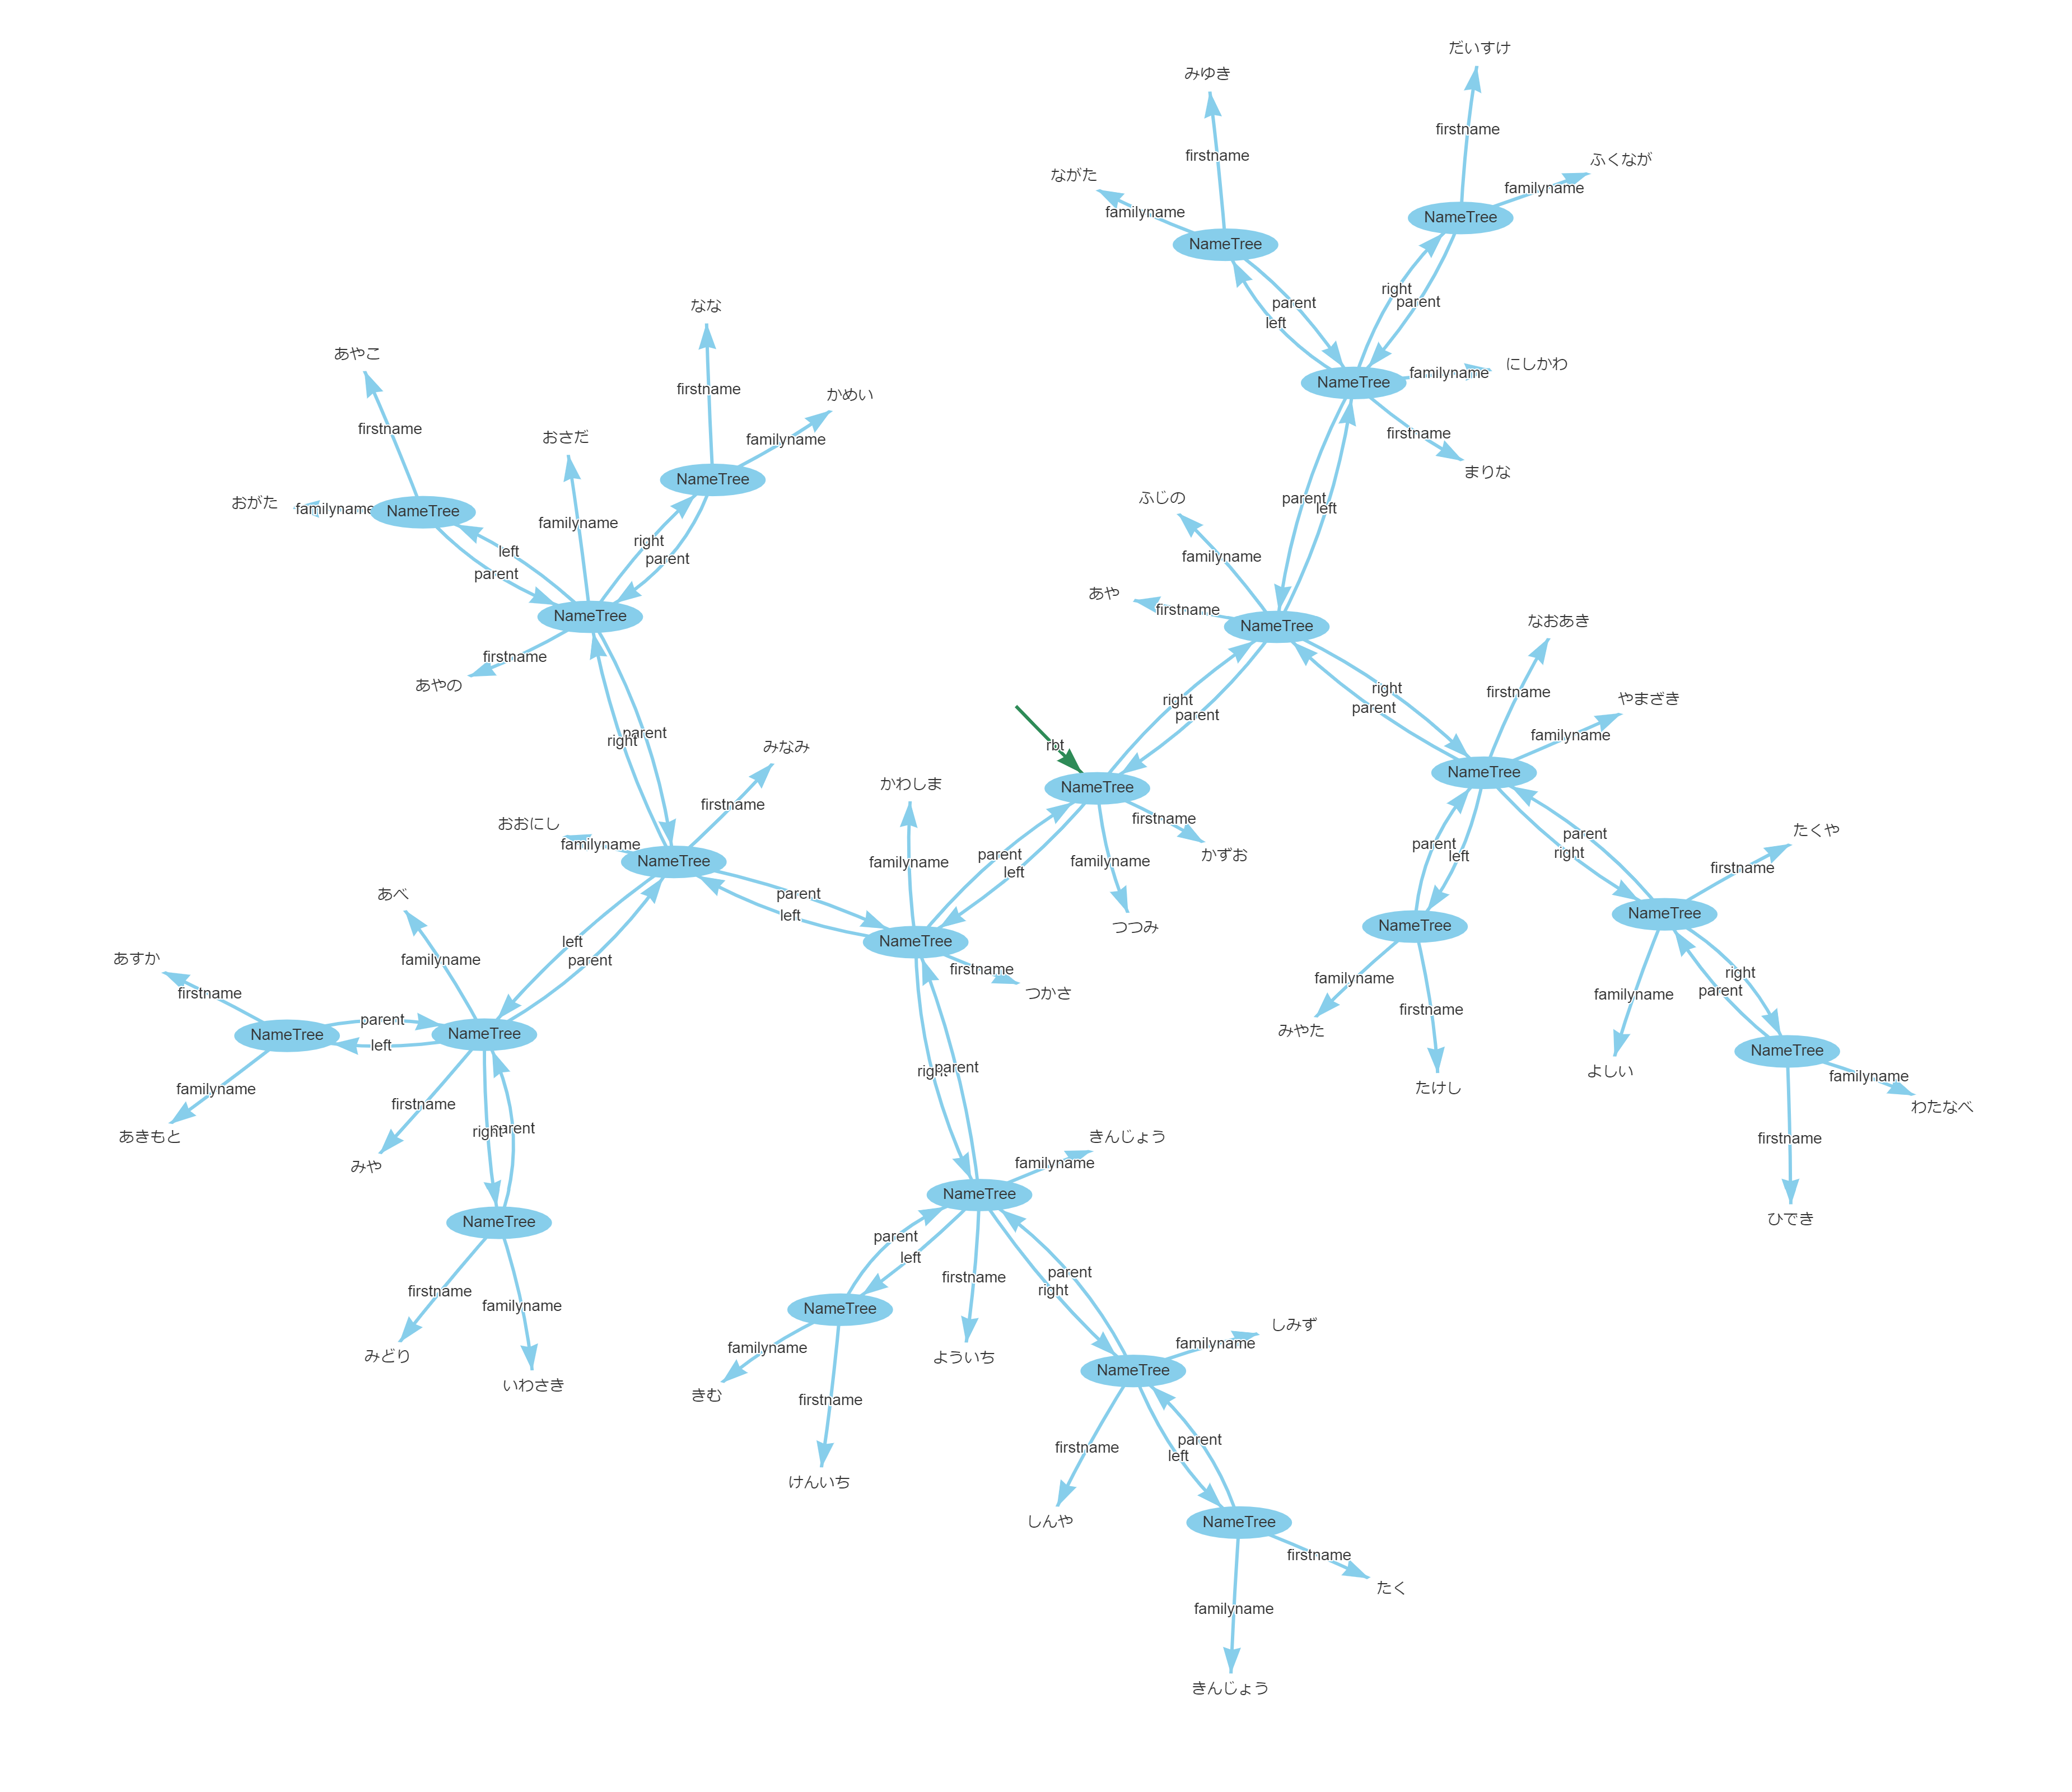 だいすけ
みゆき
firstname
firstname
ふくなが
ながた
familyname
familyname
NameTree
NameTree
right
parent
parent
left
なな
あやこ
にしかわ
familyname
NameTree
firstname
かめい
firstname
familyname
firstname
おさだ
まりな
NameTree
ふじの
parent
left
おがた
familyname
NameTree
familyname
right
left
parent
parent
familyname
あや
firstname
NameTree
NameTree
なおあき
firstname
あやの
right
firstname
やまざき
right
parent
parent
familyname
parent
right
rbt
みなみ
NameTree
かわしま
NameTree
firstname
firstname
おおにし
familyname
たくや
parent
right
parent
left
かずお
NameTree
familyname
familyname
parent
left
firstname
left
あべ
parent
left
つつみ
NameTree
NameTree
left
NameTree
familyname
parent
firstname
つかさ
あすか
firstname
familyname
firstname
familyname
right
parent
よしい
みやた
parent
NameTree
NameTree
left
NameTree
right
parent
familyname
familyname
firstname
たけし
わたなべ
あきもと
right
parent
きんじょう
familyname
firstname
みや
NameTree
NameTree
ひでき
parent
left
firstname
parent
right
firstname
familyname
NameTree
しみず
familyname
familyname
みどり
よういち
NameTree
いわさき
きむ
firstname
firstname
parent
left
けんいち
しんや
NameTree
firstname
たく
familyname
きんじょう